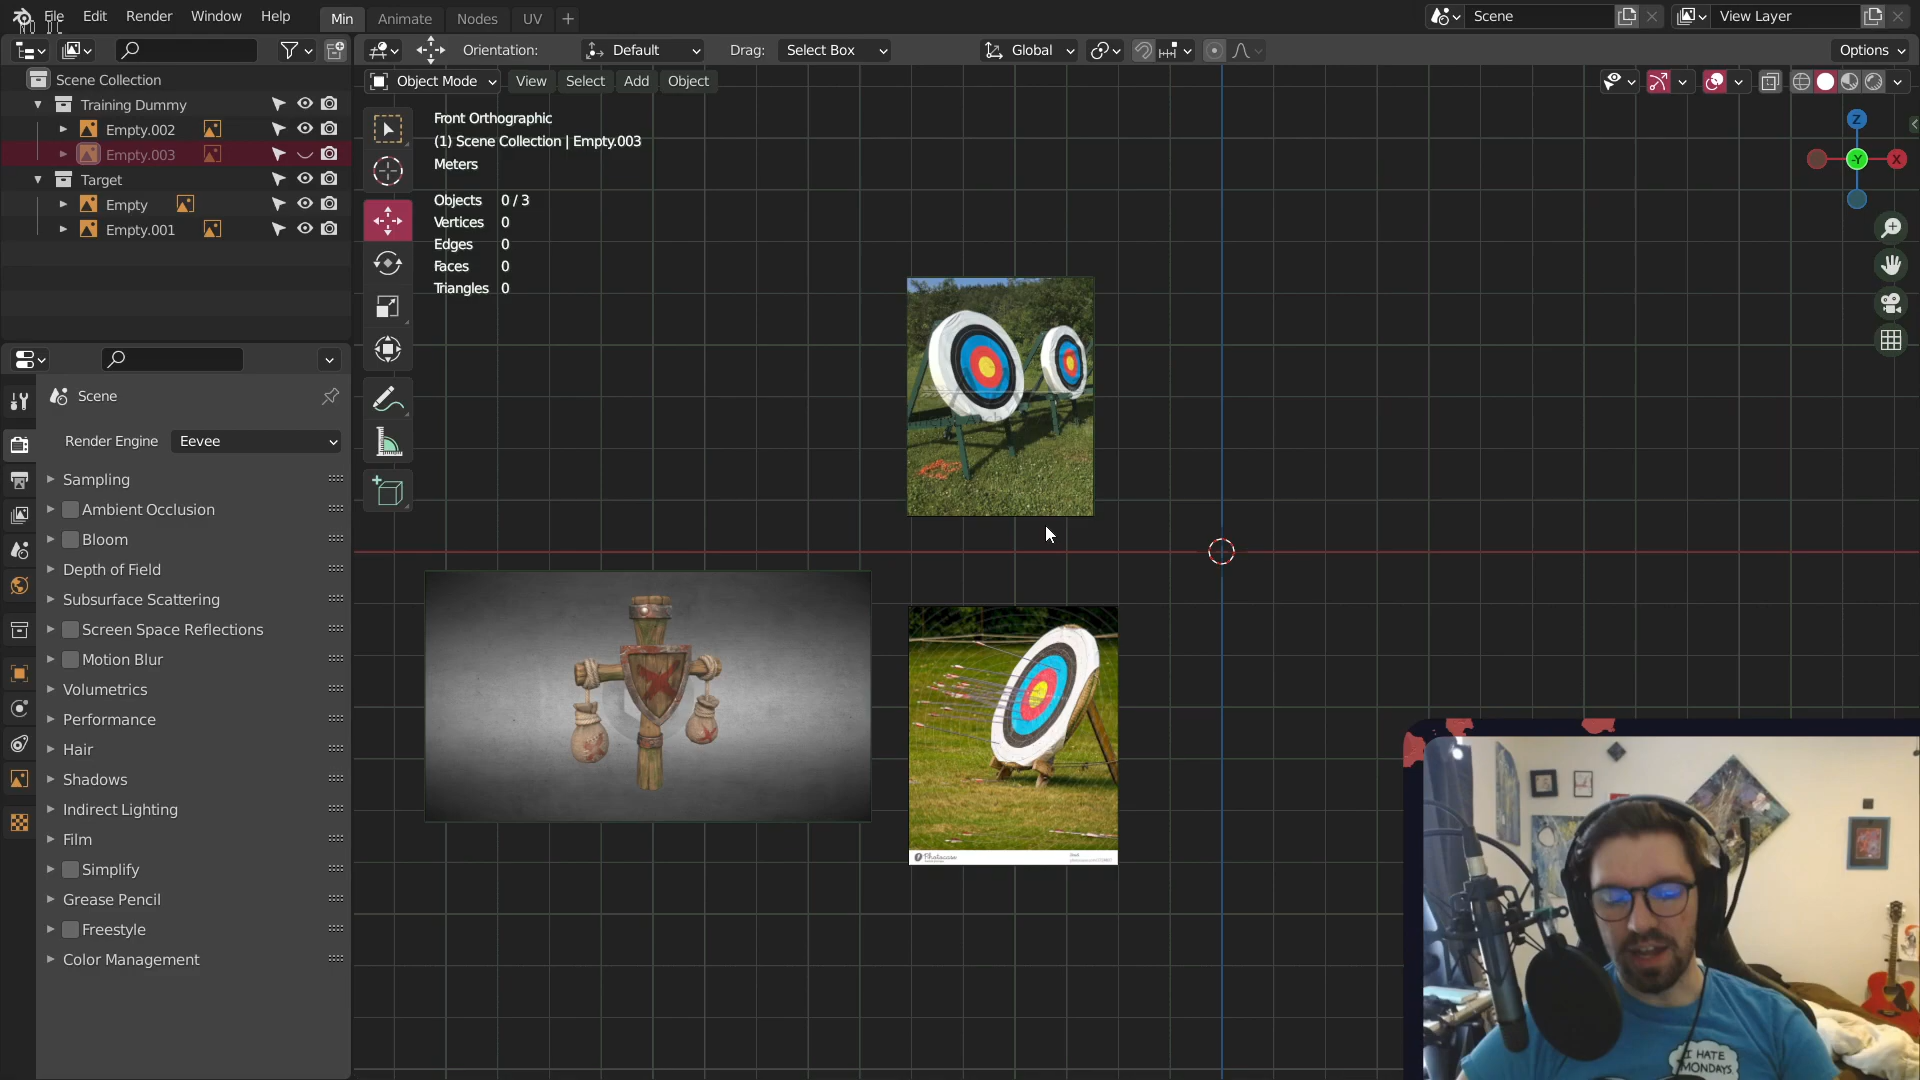 File Edit Render Window Help Min Animate Nodes UV + Scene View Layer
Orientation: Default Drag: Select Box Global Options
Scene Collection Object Mode View Select Add Object
Training Dummy
Empty.002
Empty.003
Target
Empty
Empty.001
Front Orthographic
(1) Scene Collection | Empty.003
Meters
Objects 0 / 3
Vertices 0
Edges 0
Faces 0
Triangles 0
Z
-Y
X
Scene
Render Engine Eevee
Sampling
Ambient Occlusion
Bloom
Depth of Field
Subsurface Scattering
Screen Space Reflections
Motion Blur
Volumetrics
Performance
Hair
Shadows
Indirect Lighting
Film
Simplify
Grease Pencil
Freestyle
Color Management
Photocase
I HATE
MONDAYS.